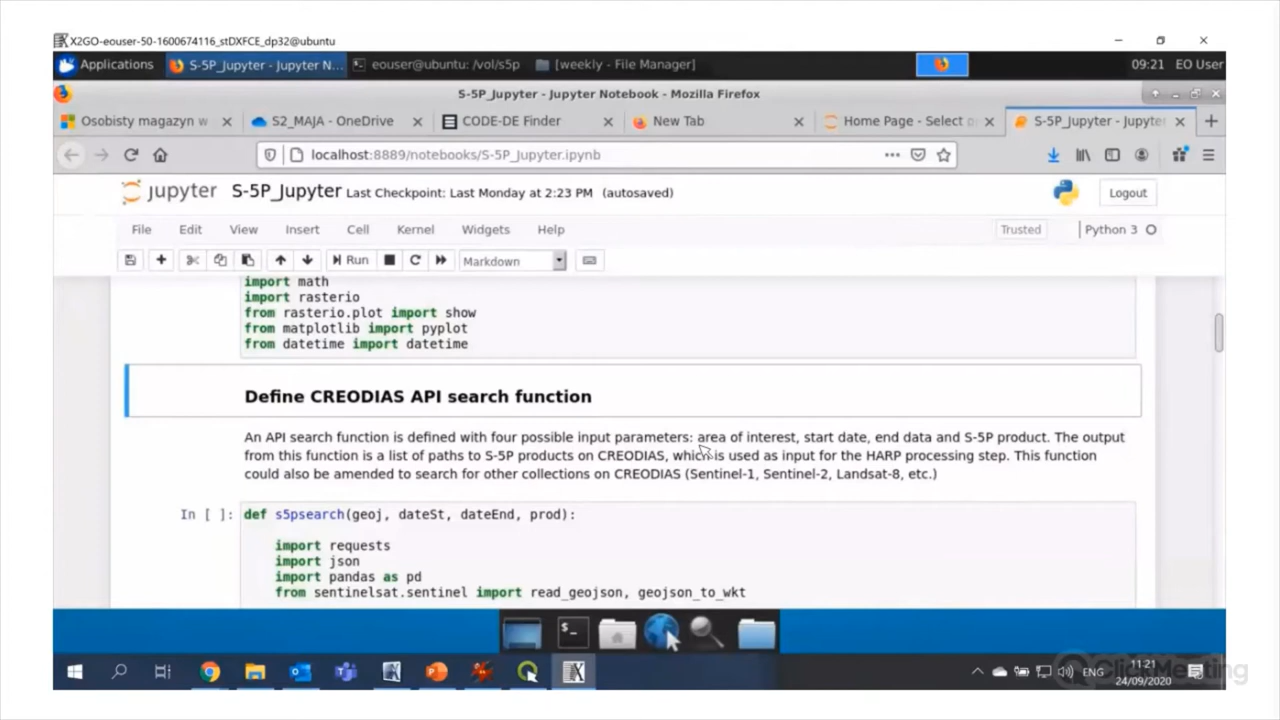 X2GO-eouser-50-1600674116_stDXFCE_dp32@ubuntu
Applications S-5P_Jupyter - Jupyter N... eouser@ubuntu: /vol/s5p [weekly - File Manager] 09:21 EO User
S-5P_Jupyter - Jupyter Notebook - Mozilla Firefox
Osobisty magazyn w S2_MAJA - OneDrive CODE-DE Finder New Tab Home Page - Select S-5P_Jupyter - Jupyte
localhost:8889/notebooks/S-5P_Jupyter.ipynb
jupyter S-5P_Jupyter Last Checkpoint: Last Monday at 2:23 PM (autosaved) Logout
File Edit View Insert Cell Kernel Widgets Help Trusted Python 3
Run Markdown
import math
import rasterio
from rasterio.plot import show
from matplotlib import pyplot
from datetime import datetime
Define CREODIAS API search function
An API search function is defined with four possible input parameters: area of interest, start date, end data and S-5P product. The output
from this function is a list of paths to S-5P products on CREODIAS, which is used as input for the HARP processing step. This function
could also be amended to search for other collections on CREODIAS (Sentinel-1, Sentinel-2, Landsat-8, etc.)
In [ ]: def s5psearch(geoj, dateSt, dateEnd, prod):
import requests
import json
import pandas as pd
from sentinelsat.sentinel import read_geojson, geojson_to_wkt
ENG 11:21
24/09/2020
ClickMeeting